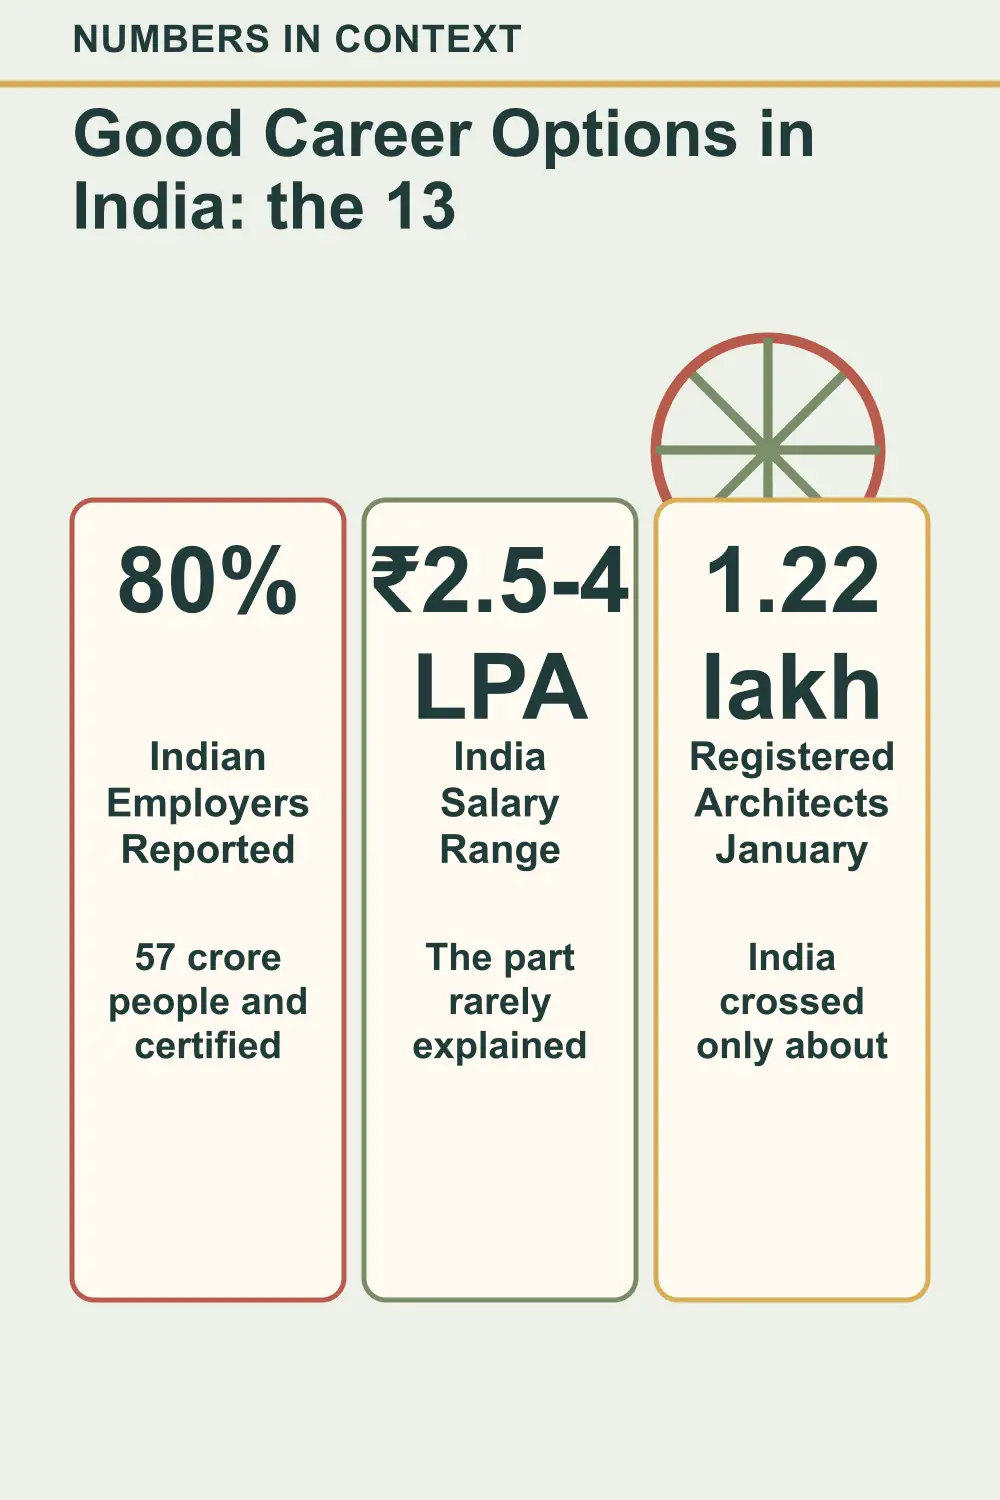 NUMBERS IN CONTEXT
Good Career Options in
India: the 13
80%
Indian
Employers
Reported
57 crore
people and
certified
₹2.5-4
LPA
India
Salary
Range
The part
rarely
explained
1.22
lakh
Registered
Architects
January
India
crossed
only about